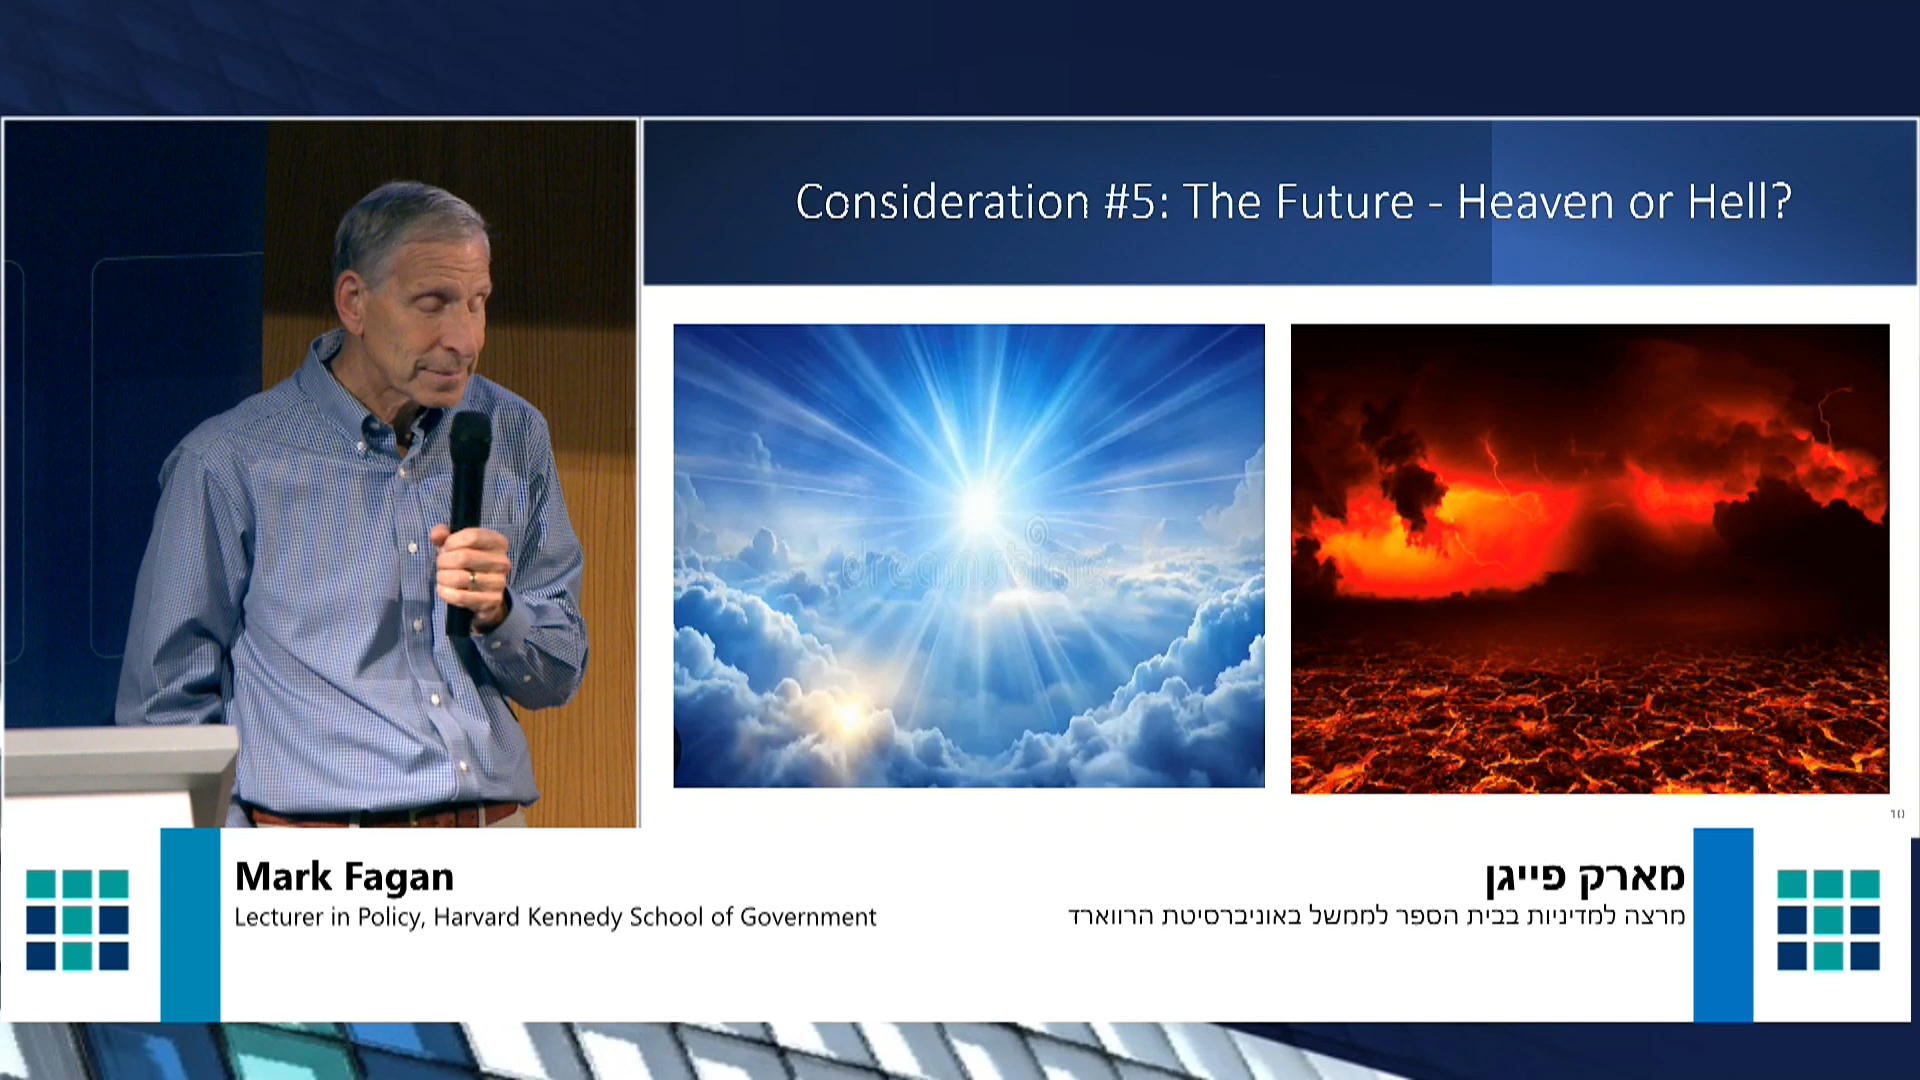 Consideration #5: The Future - Heaven or Hell?
dreamstime
10
Mark Fagan
Lecturer in Policy, Harvard Kennedy School of Government
מארק פייגן
מרצה למדיניות בבית הספר לממשל באוניברסיטת הרווארד